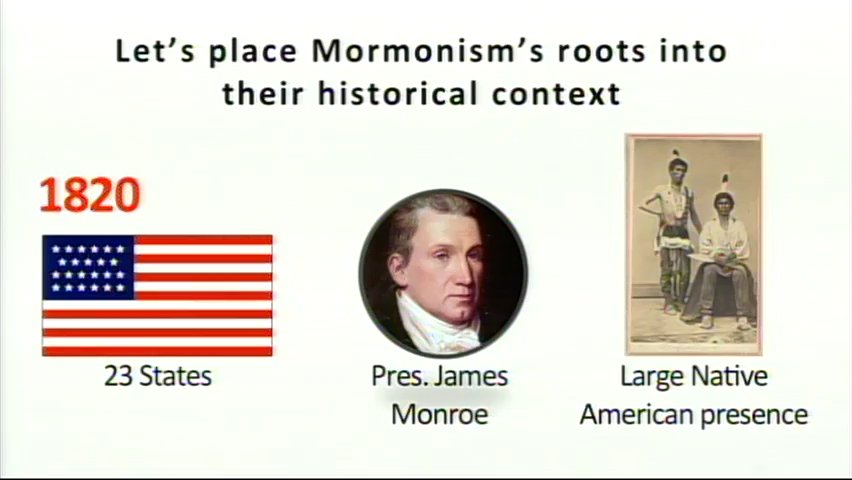 Let's place Mormonism's roots into
their historical context
1820
23 States
Pres. James
Monroe
Large Native
American presence